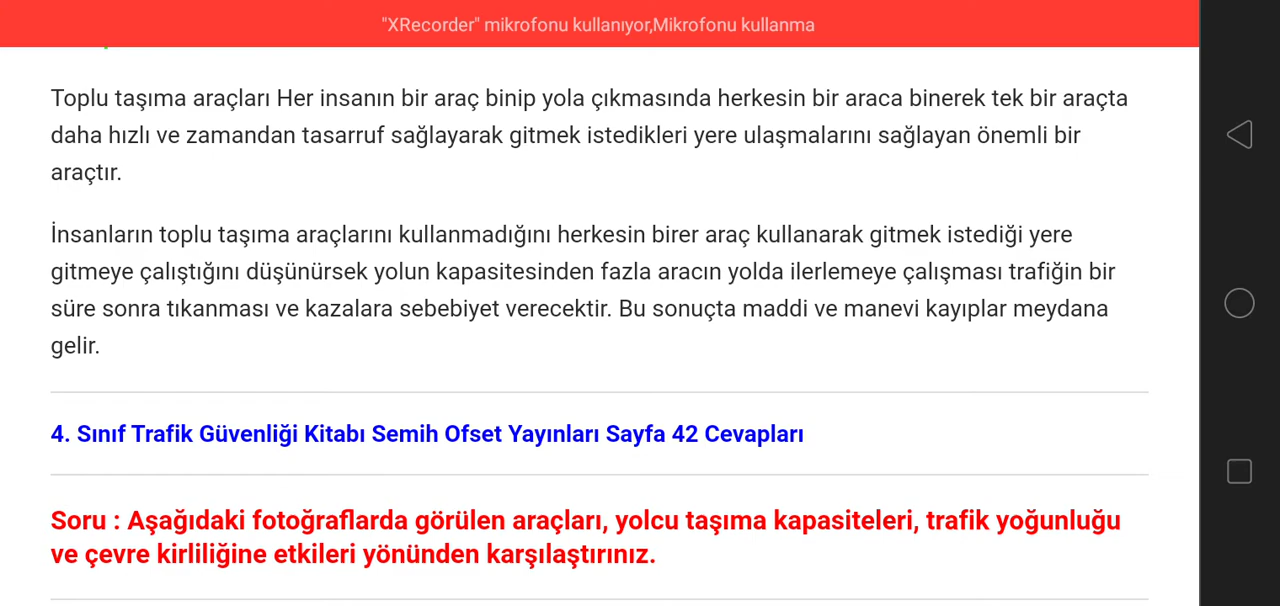 "XRecorder" mikrofonu kullanıyor,Mikrofonu kullanma
Toplu taşıma araçları Her insanın bir araç binip yola çıkmasında herkesin bir araca binerek tek bir araçta
daha hızlı ve zamandan tasarruf sağlayarak gitmek istedikleri yere ulaşmalarını sağlayan önemli bir
araçtır.
İnsanların toplu taşıma araçlarını kullanmadığını herkesin birer araç kullanarak gitmek istediği yere
gitmeye çalıştığını düşünürsek yolun kapasitesinden fazla aracın yolda ilerlemeye çalışması trafiğin bir
süre sonra tıkanması ve kazalara sebebiyet verecektir. Bu sonuçta maddi ve manevi kayıplar meydana
gelir.
4. Sınıf Trafik Güvenliği Kitabı Semih Ofset Yayınları Sayfa 42 Cevapları
Soru : Aşağıdaki fotoğraflarda görülen araçları, yolcu taşıma kapasiteleri, trafik yoğunluğu
ve çevre kirliliğine etkileri yönünden karşılaştırınız.